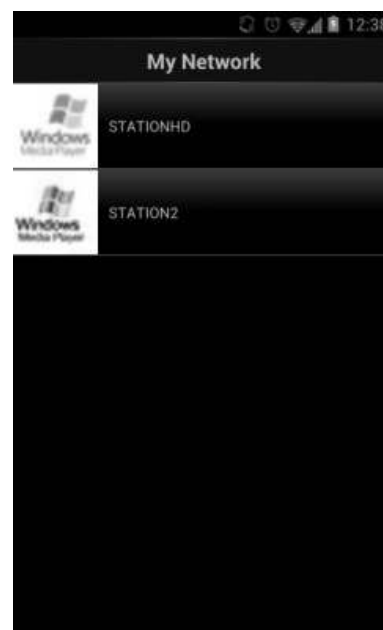 12:38
My Network
Windows
Media Player
STATIONHD
Windows
Media Player
STATION2